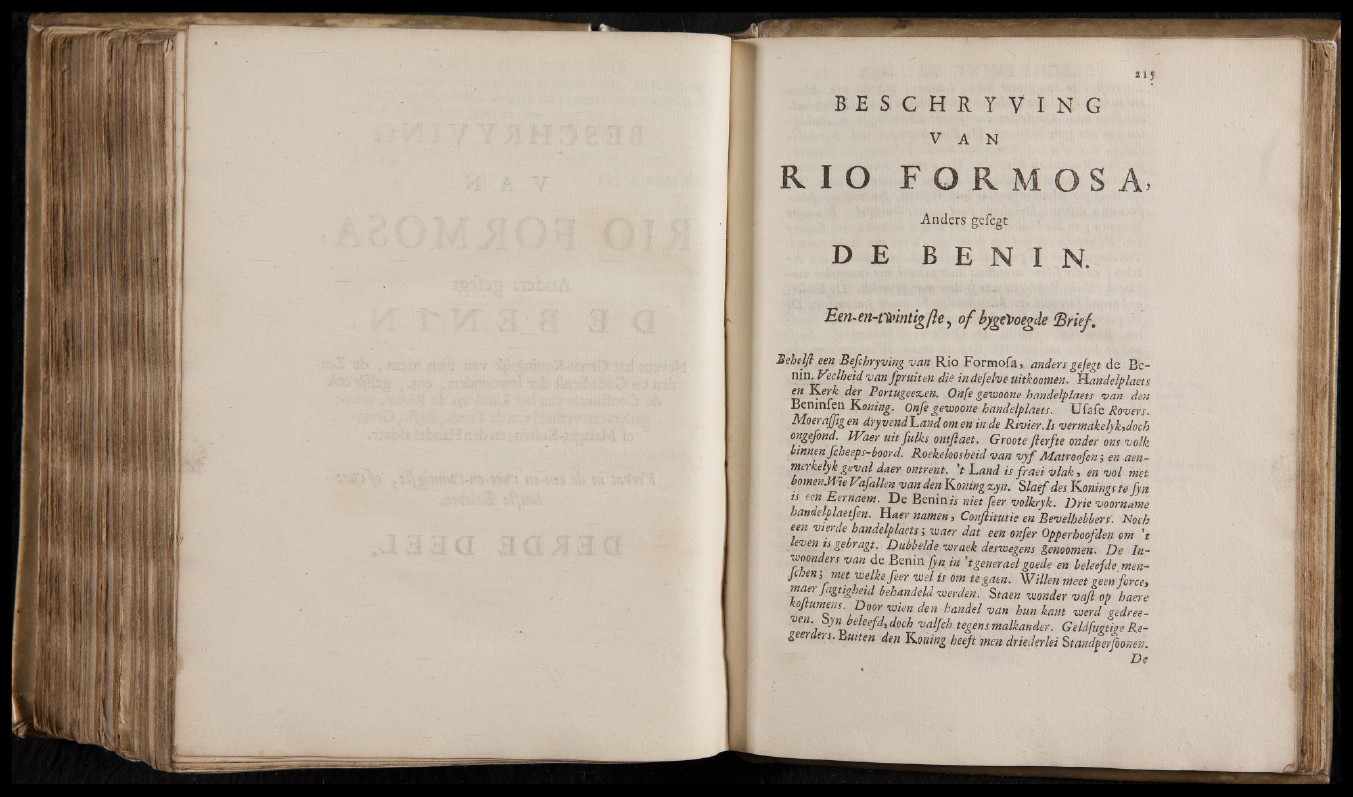 215
BESCHRYVING
VAN
RIO FORMOSA,
Anders geſegt
DE BENIN.
Een-en-twintigſte, of bygevoegde Brief.
Behelſt een Beſchryving van Rio Formoſa, anders geſegt de Be-
nin. Veelheid van ſpruiten die in deſelve uitkoomen. Handelplaets
en Kerk der Portugeezen. Onſe gewoone handelplaets van den
Beninſen Koning. Onſe gewoone handelplaets. Ufafe Rovers.
Moeraſſig en dryvend Land om en in de Rivier. Is vermakelyk, doch
ongeſond. Waer uit ſulks ontſtaet. Groote ſterfte onder ons volk
binnen ſcheeps-boord. Roekeloosheid van vyf Matrooſen; en aen-
merkelyk geval daer ontrent. 't Land is fraei vlak, en vol met
bomen. Wie Vaſallen van den Koning zyn. Slaef des Konings te ſyn
is een Eernaem. De Benin is niet ſeer volkryk. Drie voorname
handelplaetſen. Haer namen, Conſtitutie en Bevelhebbers. Noch
een vierde handelplaets; waer dat een onſer Opperhoofden om 't
leven is gebragt. Dubbelde wraek deswegens genoomen. De In-
woonders van de Benin ſyn in 't generael goede en beleefde men-
ſchen; met welke ſeer wel is om te gaen. Willen meet geen force,
maer ſagtigheid behandeld werden. Staen wonder vaſt op haere
koſtumens. Door wien den handel van hun kant werd gedree-
ven. Syn beleefd, doch valſch tegens malkander. Geldſugtige Re-
geerders. Buiten den Koning heeft men driederlei Standperſoonen.
De